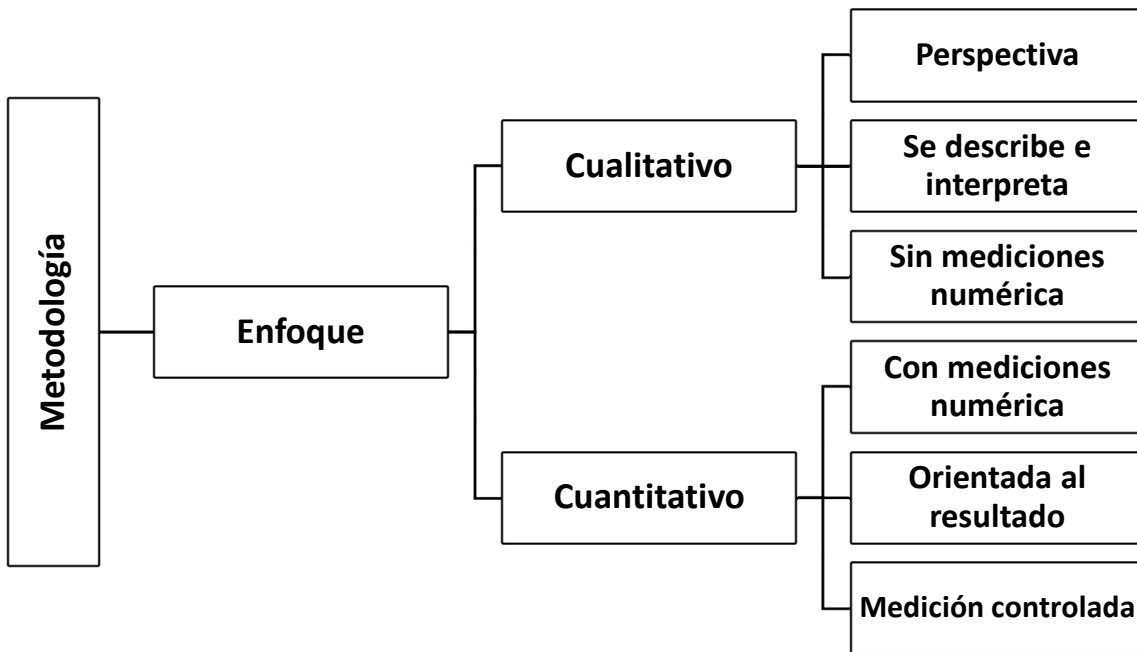 Metodología
Enfoque
Cualitativo
Perspectiva
Se describe e
interpreta
Sin mediciones
numérica
Cuantitativo
Con mediciones
numérica
Orientada al
resultado
Medición controlada